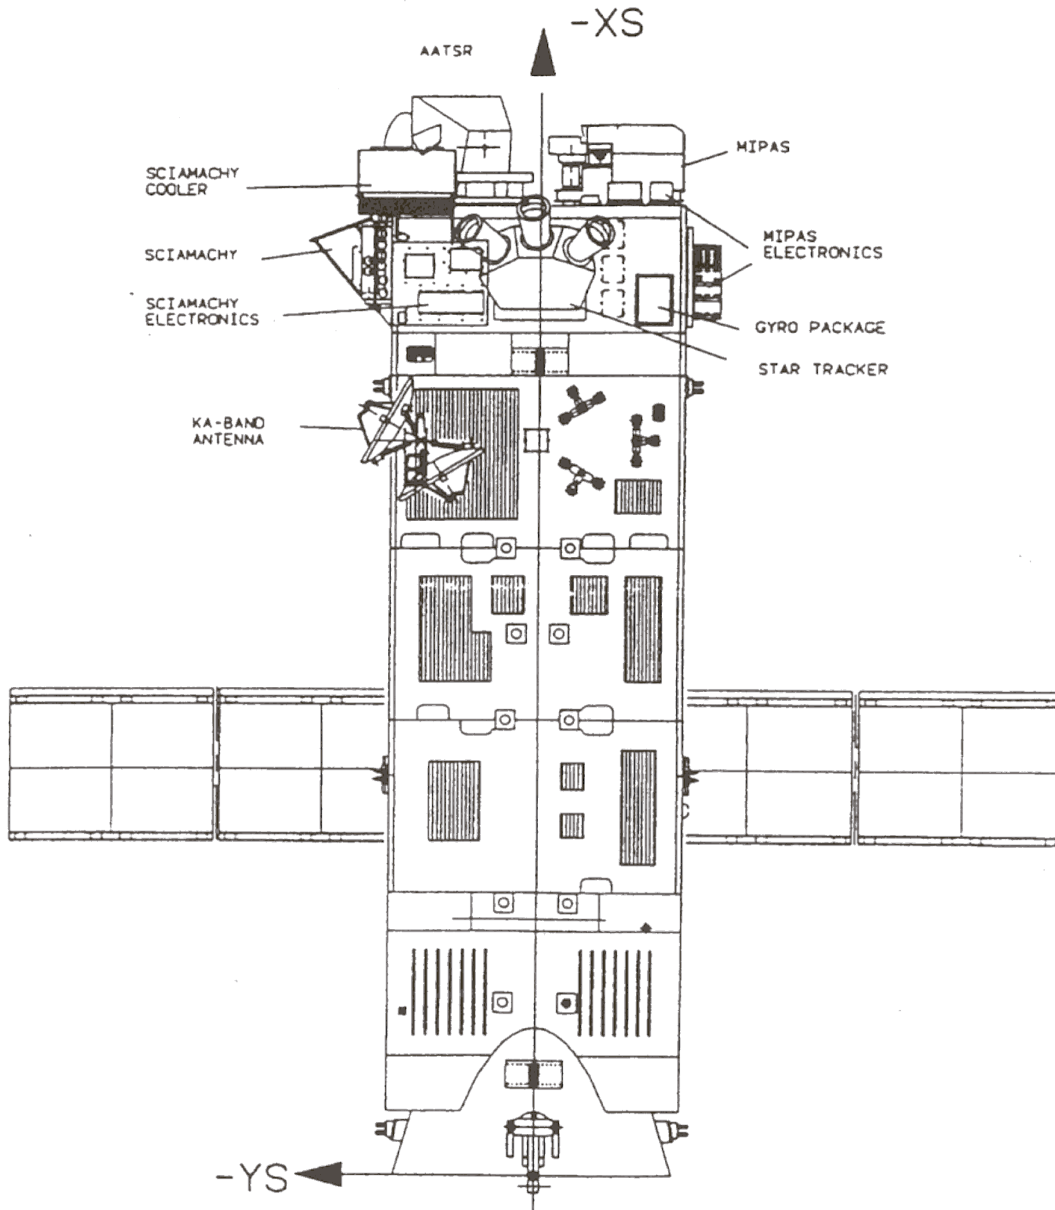 -XS
AATSR
MIPAS
SCIAMACHY
COOLER
SCIAMACHY
MIPAS
ELECTRONICS
SCIAMACHY
ELECTRONICS
GYRO PACKAGE
STAR TRACKER
KA-BAND
ANTENNA
-YS